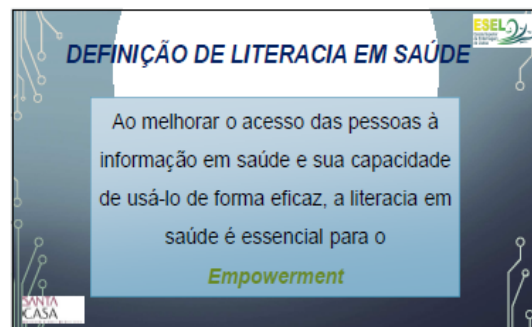 ESEL
DEFINIÇÃO DE LITERACIA EM SAÚDE
Ao melhorar o acesso das pessoas à
informação em saúde e sua capacidade
de usá-lo de forma eficaz, a literacia em
saúde é essencial para o
Empowerment
SANTA
CASA